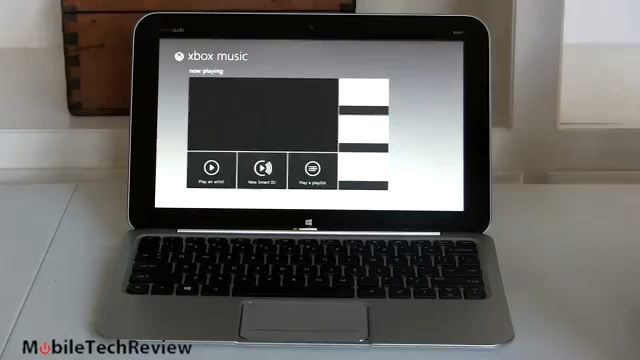 xbox music
now playing
Play an artist
New Smart DJ
Play a playlist
MobileTechReview